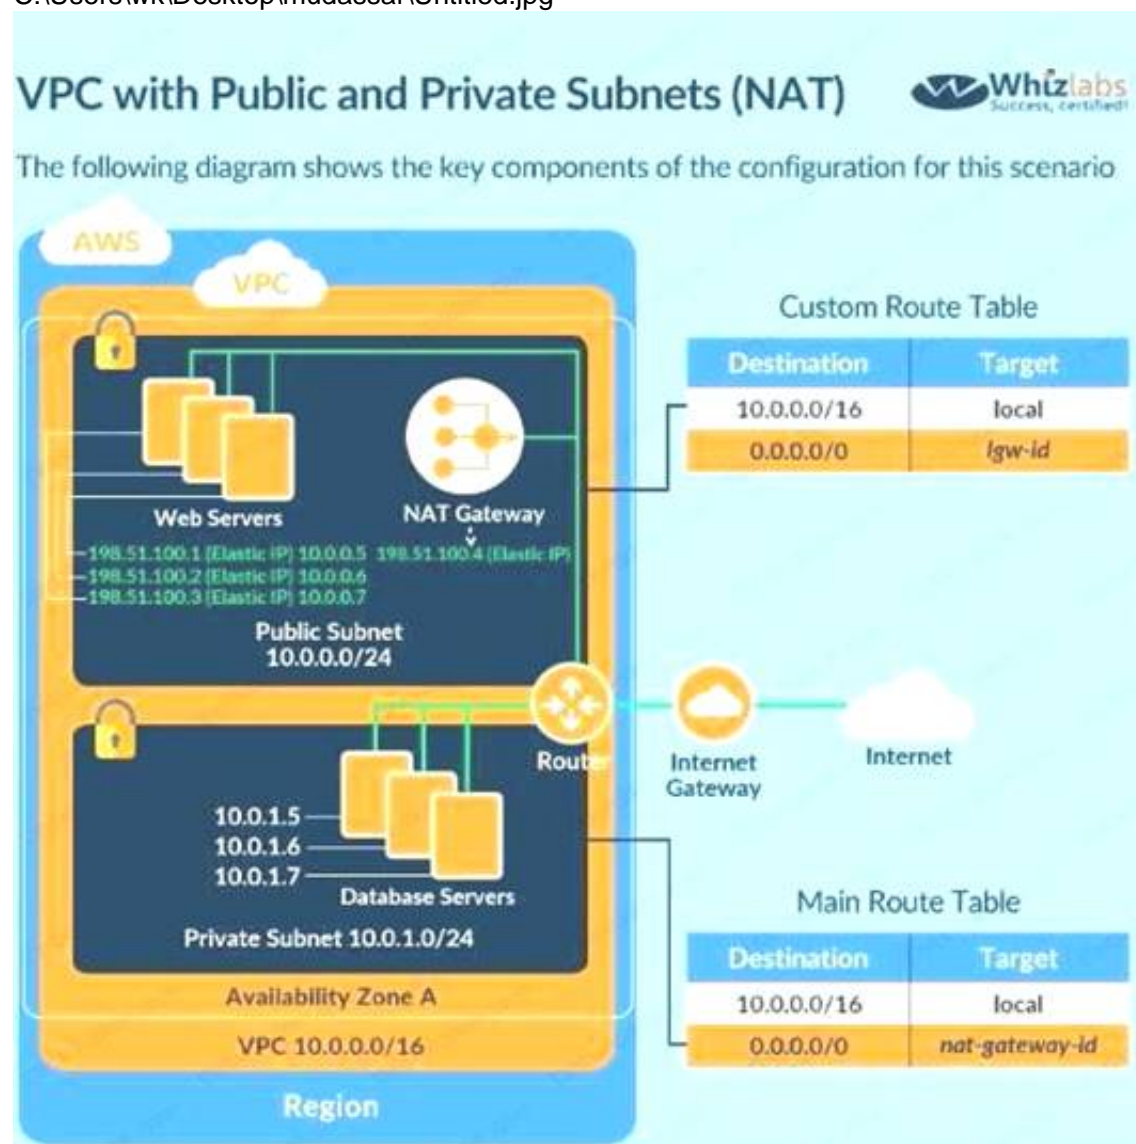 C:\Users\wk\Desktop\mudassar\Untitled.jpg
VPC with Public and Private Subnets (NAT)
Whizlabs
Success, certified!
The following diagram shows the key components of the configuration for this scenario
AWS
VPC
Web Servers
NAT Gateway
198.51.100.1 (Elastic IP) 10.0.0.5 198.51.100.4 (Elastic IP)
198.51.100.2 (Elastic IP) 10.0.0.6
198.51.100.3 (Elastic IP) 10.0.0.7
Public Subnet
10.0.0.0/24
Router
Internet
Gateway
Internet
10.0.1.5
10.0.1.6
10.0.1.7
Database Servers
Private Subnet 10.0.1.0/24
Availability Zone A
VPC 10.0.0.0/16
Region
Custom Route Table
Destination Target
10.0.0.0/16 local
0.0.0.0/0 Igw-id
Main Route Table
Destination Target
10.0.0.0/16 local
0.0.0.0/0 nat-gateway-id